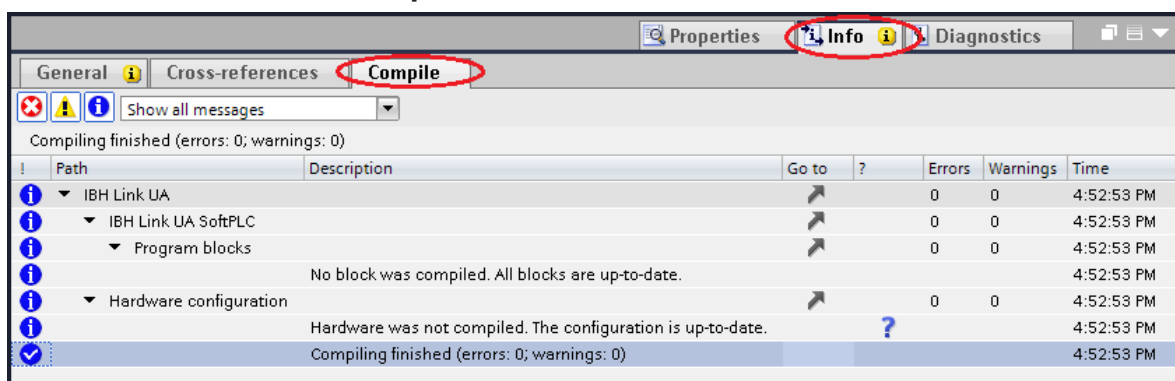 Properties Info Diagnostics
General Cross-references Compile
Show all messages
Compiling finished (errors: 0; warnings: 0)
! Path Description Go to ? Errors Warnings Time
IBH Link UA 0 0 4:52:53 PM
IBH Link UA SoftPLC 0 0 4:52:53 PM
Program blocks 0 0 4:52:53 PM
No block was compiled. All blocks are up-to-date. 4:52:53 PM
Hardware configuration 0 0 4:52:53 PM
Hardware was not compiled. The configuration is up-to-date. ? 4:52:53 PM
Compiling finished (errors: 0; warnings: 0) 4:52:53 PM